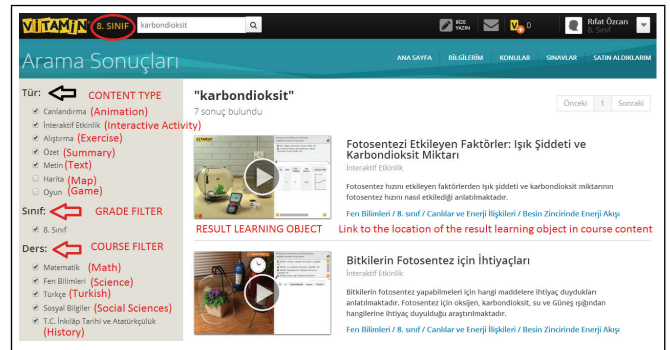 VİTAMİN 8. SINIF karbondioksit BİZE YAZIN 0 Rıfat Özcan 8. Sınıf
Arama Sonuçları ANA SAYFA BİLGİLERİM KONULAR SINAVLAR SATIN ALDIKLARIM
Tür: CONTENT TYPE
Canlandırma (Animation)
İnteraktif Etkinlik (Interactive Activity)
Alıştırma (Exercise)
Özet (Summary)
Metin (Text)
Harita (Map)
Oyun (Game)
Sınıf: GRADE FILTER
8. Sınıf
Ders: COURSE FILTER
Matematik (Math)
Fen Bilimleri (Science)
Türkçe (Turkish)
Sosyal Bilgiler (Social Sciences)
T.C. İnkılap Tarihi ve Atatürkçülük
(History)
"karbondioksit"
7 sonuç bulundu
Önceki 1 Sonraki
Fotosentezi Etkileyen Faktörler: Işık Şiddeti ve
Karbondioksit Miktarı
İnteraktif Etkinlik
Fotosentez hızını etkileyen faktörlerden ışık şiddeti ve karbondioksit miktarının
fotosentez hızını nasıl etkilediği anlatılmaktadır.
Fen Bilimleri / 8. sınıf / Canlılar ve Enerji İlişkileri / Besin Zincirinde Enerji Akışı
RESULT LEARNING OBJECT Link to the location of the result learning object in course content
Bitkilerin Fotosentez için İhtiyaçları
İnteraktif Etkinlik
Bitkilerin fotosentez yapabilmeleri için hangi maddelere ihtiyaç duydukları
anlatılmaktadır. Fotosentez için oksijen, karbondioksit, su ve Güneş ışığından
hangilerine ihtiyaç duyulduğu araştırılmaktadır.
Fen Bilimleri / 8. sınıf / Canlılar ve Enerji İlişkileri / Besin Zincirinde Enerji Akışı